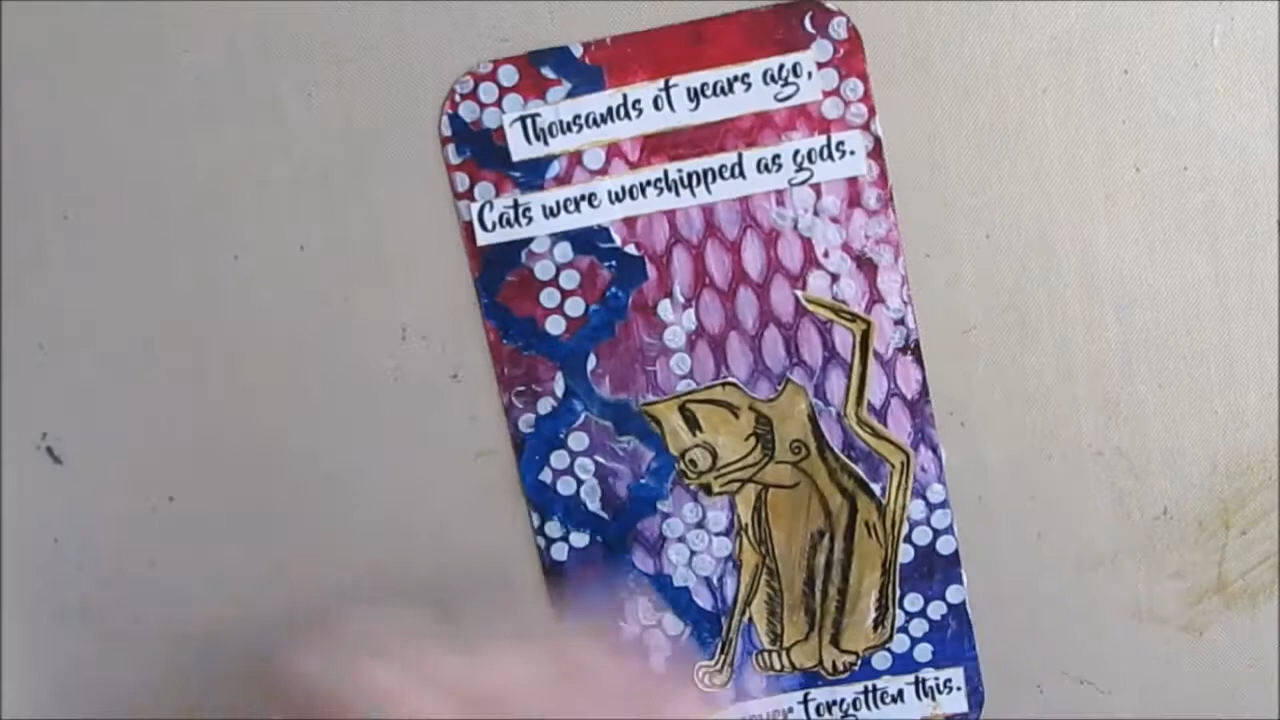 Thousands of years ago,
Cats were worshipped as gods.
forgotten this.